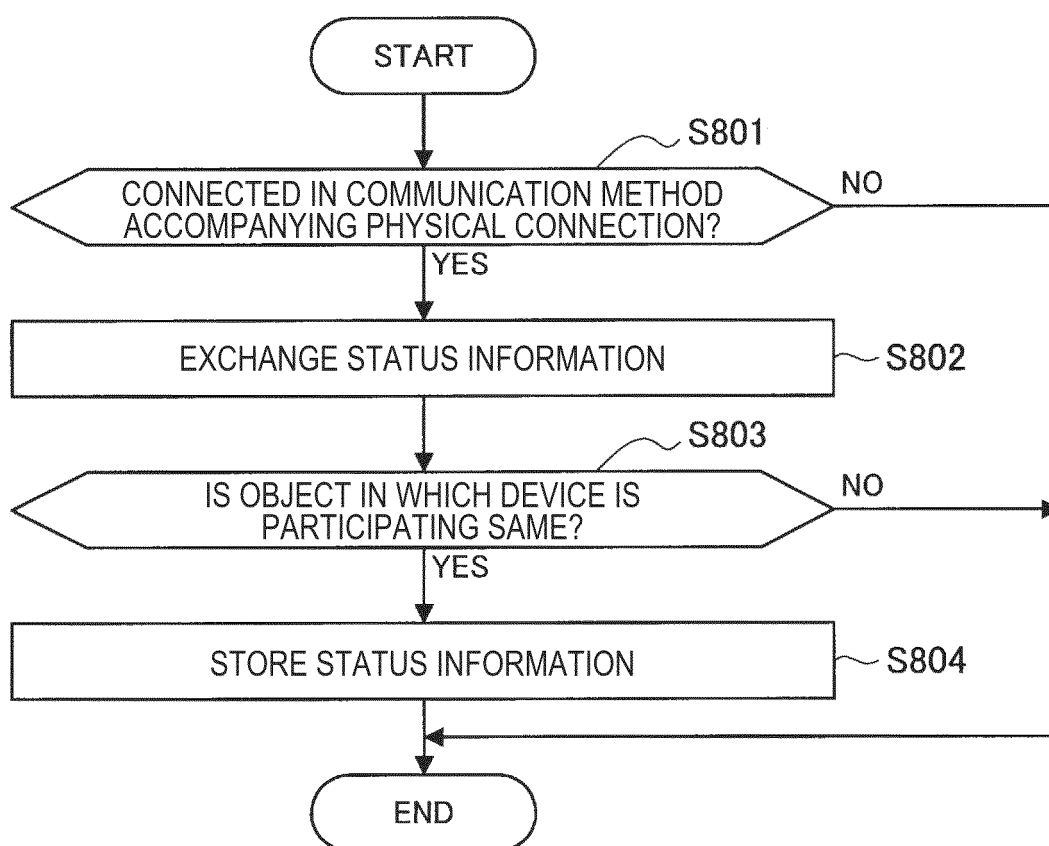 START
S801
CONNECTED IN COMMUNICATION METHOD
ACCOMPANYING PHYSICAL CONNECTION?
NO
YES
EXCHANGE STATUS INFORMATION
S802
S803
IS OBJECT IN WHICH DEVICE IS
PARTICIPATING SAME?
NO
YES
STORE STATUS INFORMATION
S804
END